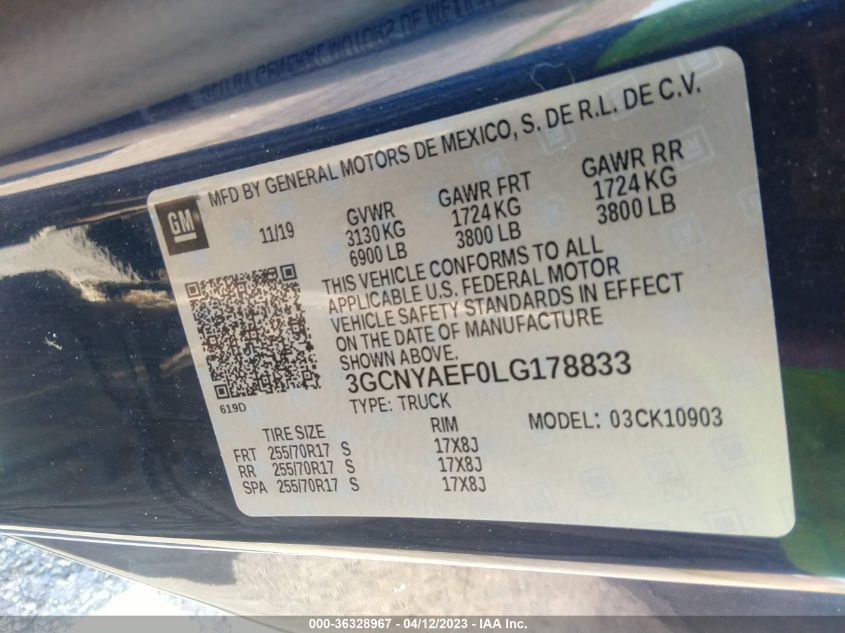 MFD BY GENERAL MOTORS DE MEXICO, S. DE R.L. DE C.V.
GM
11/19
GVWR
3130 KG
6900 LB
GAWR FRT
1724 KG
3800 LB
GAWR RR
1724 KG
3800 LB
THIS VEHICLE CONFORMS TO ALL
APPLICABLE U.S. FEDERAL MOTOR
VEHICLE SAFETY STANDARDS IN EFFECT
ON THE DATE OF MANUFACTURE
SHOWN ABOVE.
619D
3GCNYAEF0LG178833
TYPE: TRUCK
MODEL: 03CK10903
TIRE SIZE
RIM
FRT 255/70R17 S 17X8J
RR 255/70R17 S 17X8J
SPA 255/70R17 S 17X8J
000-36328967 - 04/12/2023 - IAA Inc.